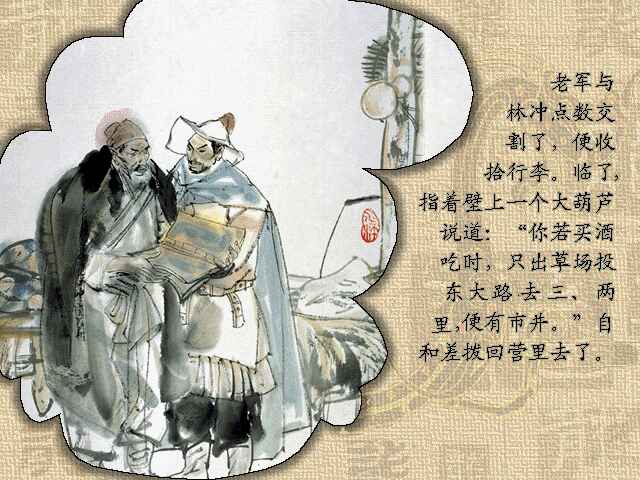 老军与
林冲点数交
割了，便收
拾行李。临了，
指着壁上一个大葫芦
说道：“你若买酒
吃时，只出草场投
东大路去三、两
里，便有市井。”自
和差拨回营里去了。